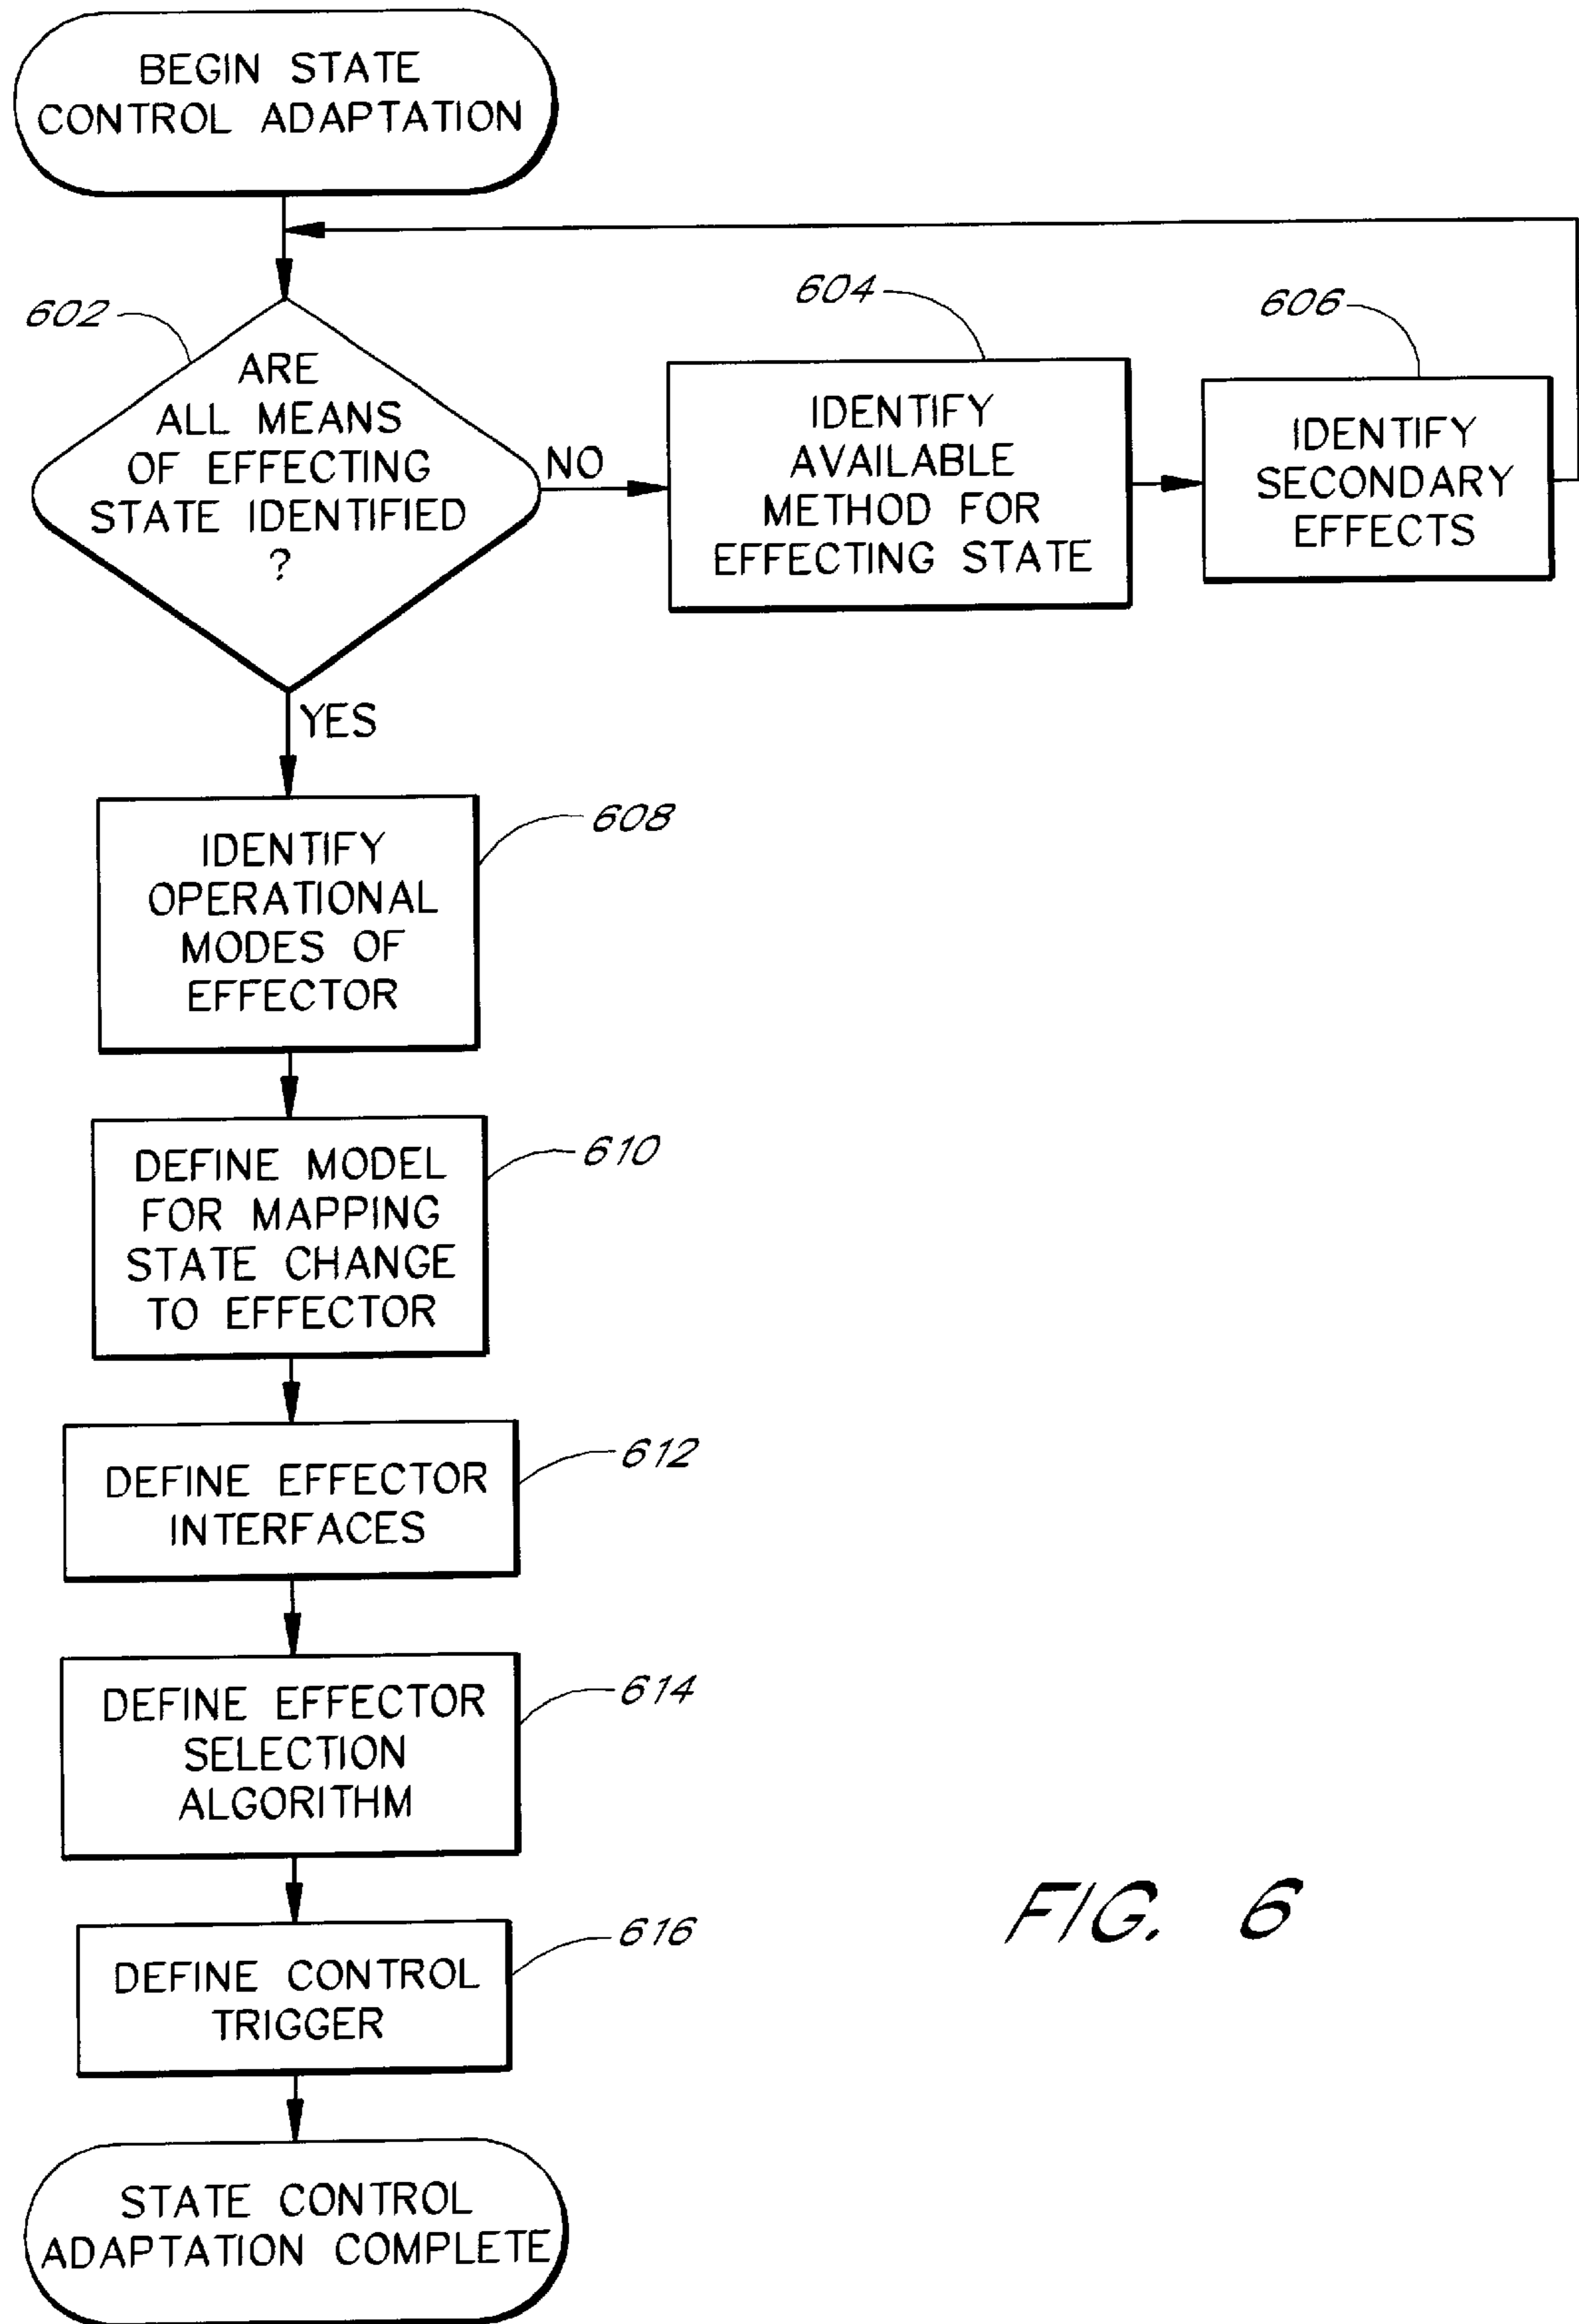 BEGIN STATE
CONTROL ADAPTATION
602
ARE
ALL MEANS
OF EFFECTING
STATE IDENTIFIED
?
NO
604
IDENTIFY
AVAILABLE
METHOD FOR
EFFECTING STATE
606
IDENTIFY
SECONDARY
EFFECTS
YES
608
IDENTIFY
OPERATIONAL
MODES OF
EFFECTOR
610
DEFINE MODEL
FOR MAPPING
STATE CHANGE
TO EFFECTOR
612
DEFINE EFFECTOR
INTERFACES
614
DEFINE EFFECTOR
SELECTION
ALGORITHM
616
DEFINE CONTROL
TRIGGER
STATE CONTROL
ADAPTATION COMPLETE
FIG. 6